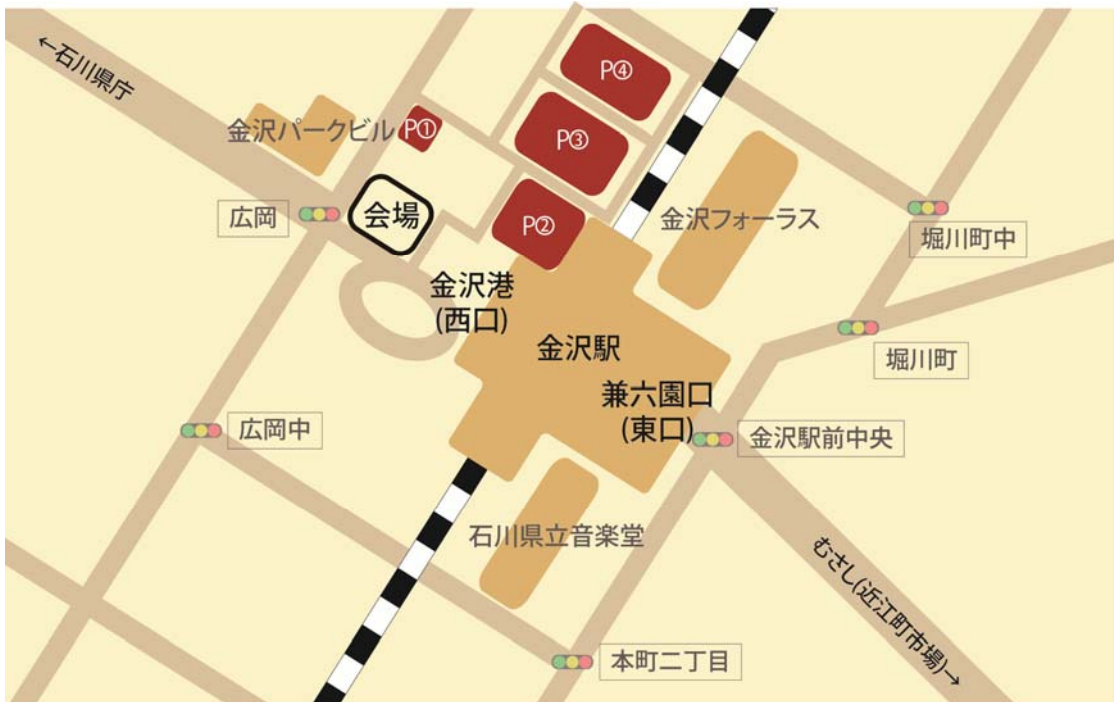 ←石川県庁
P④
P①
金沢パークビル
P③
広岡
会場
P②
金沢フォーラス
堀川町中
金沢港
(西口)
金沢駅
堀川町
兼六園口
(東口)
広岡中
金沢駅前中央
石川県立音楽堂
むさし(近江町市場)→
本町二丁目